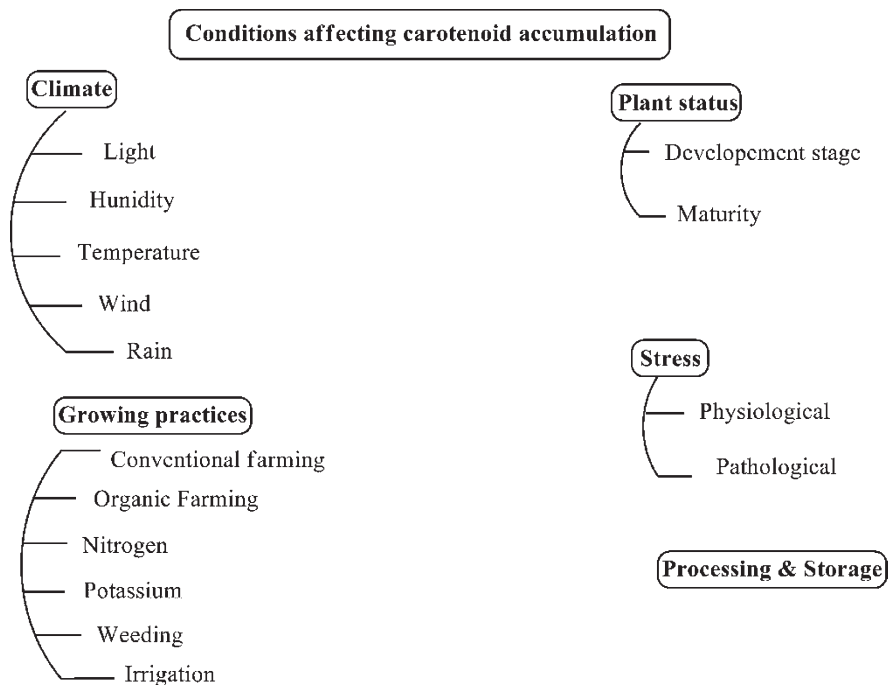 Conditions affecting carotenoid accumulation
Climate
Light
Hunidity
Temperature
Wind
Rain
Growing practices
Conventional farming
Organic Farming
Nitrogen
Potassium
Weeding
Irrigation
Plant status
Developement stage
Maturity
Stress
Physiological
Pathological
Processing & Storage